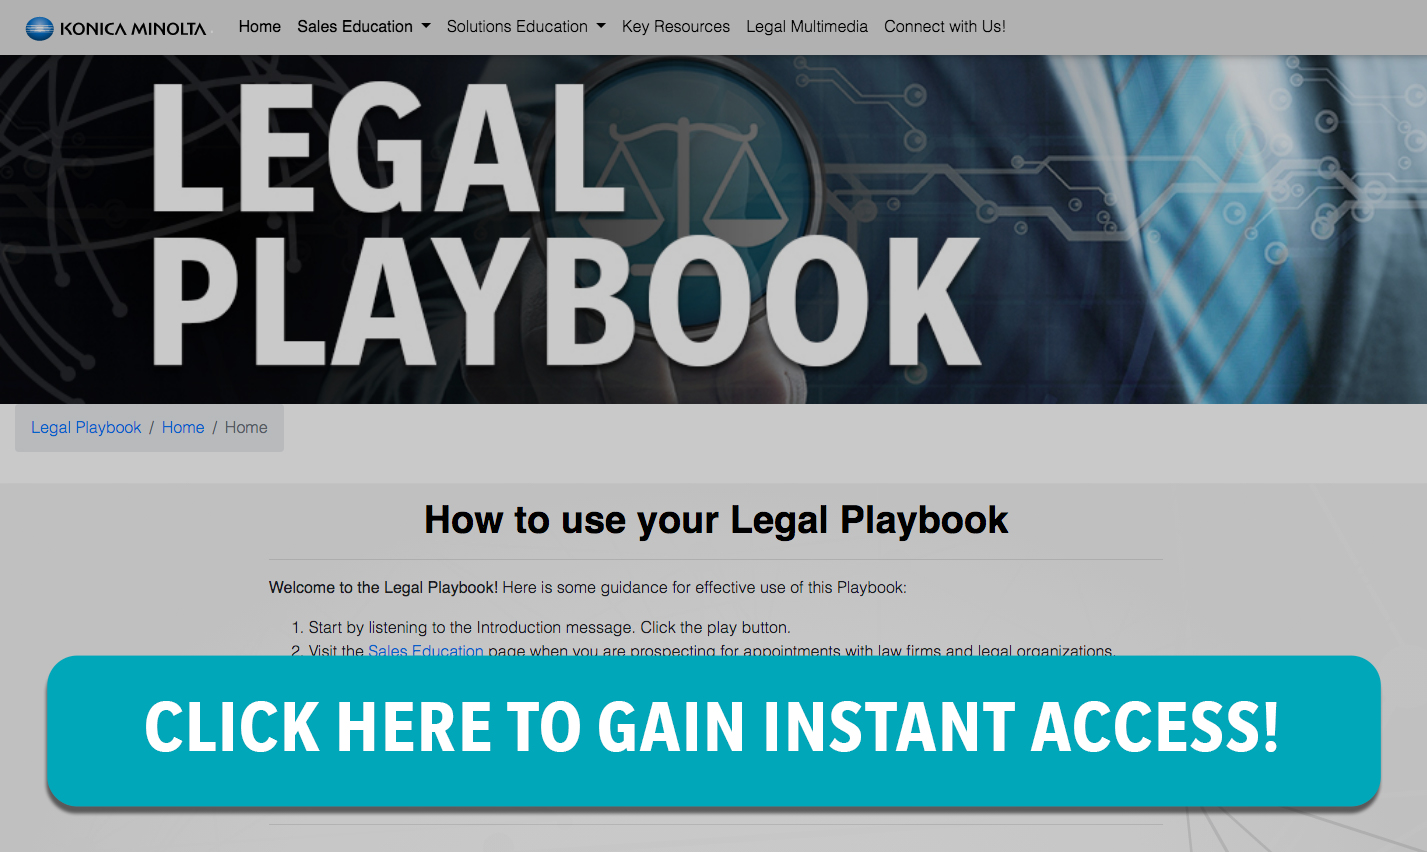 KONICA MINOLTA Home Sales Education Solutions Education Key Resources Legal Multimedia Connect with Us!
LEGAL
PLAYBOOK
Legal Playbook / Home / Home
How to use your Legal Playbook
Welcome to the Legal Playbook! Here is some guidance for effective use of this Playbook:
1. Start by listening to the Introduction message. Click the play button.
2. Visit the Sales Education page when you are prospecting for appointments with law firms and legal organizations.
CLICK HERE TO GAIN INSTANT ACCESS!